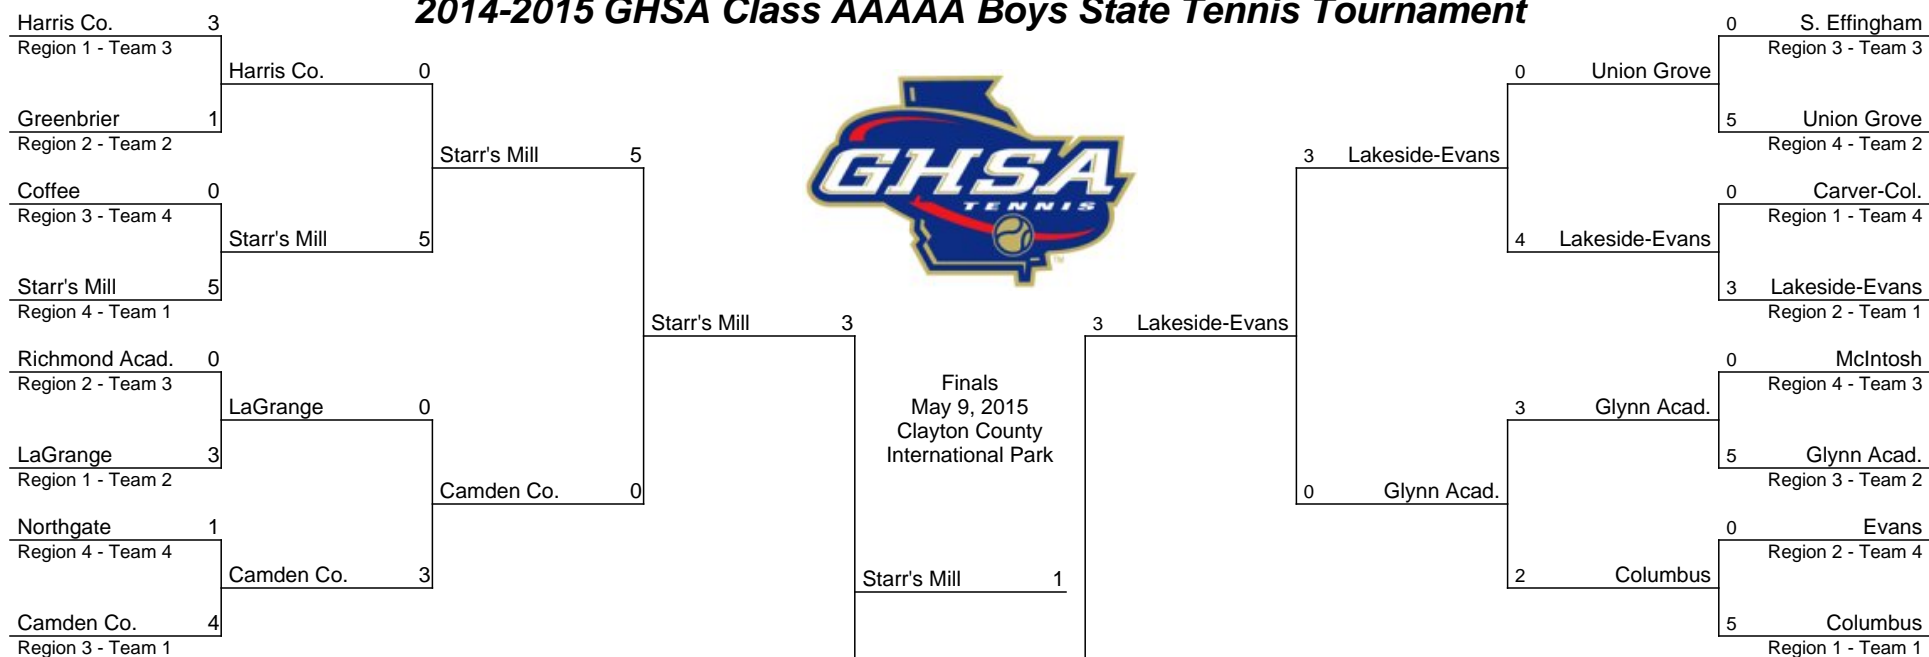 2014-2015 GHSA Class AAAAA Boys State Tennis Tournament
Harris Co. 3
Region 1 - Team 3
Harris Co. 0
Greenbrier 1
Region 2 - Team 2
Starr's Mill 5
Coffee 0
Region 3 - Team 4
Starr's Mill 5
Starr's Mill 5
Region 4 - Team 1
Starr's Mill 3
Richmond Acad. 0
Region 2 - Team 3
LaGrange 0
LaGrange 3
Region 1 - Team 2
Camden Co. 0
Northgate 1
Region 4 - Team 4
Camden Co. 3
Camden Co. 4
Region 3 - Team 1
GHSA
TENNIS
TM
Finals
May 9, 2015
Clayton County
International Park
Starr's Mill 1
0 S. Effingham
Region 3 - Team 3
0 Union Grove
5 Union Grove
Region 4 - Team 2
3 Lakeside-Evans
0 Carver-Col.
Region 1 - Team 4
4 Lakeside-Evans
3 Lakeside-Evans
Region 2 - Team 1
3 Lakeside-Evans
0 McIntosh
Region 4 - Team 3
3 Glynn Acad.
5 Glynn Acad.
Region 3 - Team 2
0 Glynn Acad.
0 Evans
Region 2 - Team 4
2 Columbus
5 Columbus
Region 1 - Team 1